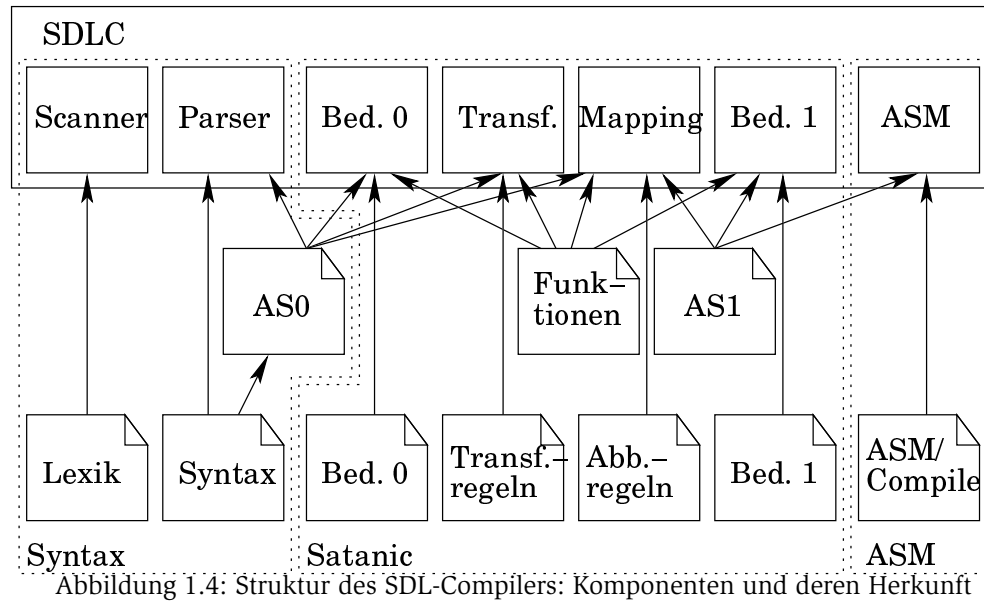 SDLC
Scanner
Parser
Bed. 0
Transf.
Mapping
Bed. 1
ASM
AS0
Funk–
tionen
AS1
Lexik
Syntax
Bed. 0
Transf.–
regeln
Abb.–
regeln
Bed. 1
ASM/
Compile
Syntax
Satanic
ASM
Abbildung 1.4: Struktur des SDL-Compilers: Komponenten und deren Herkunft